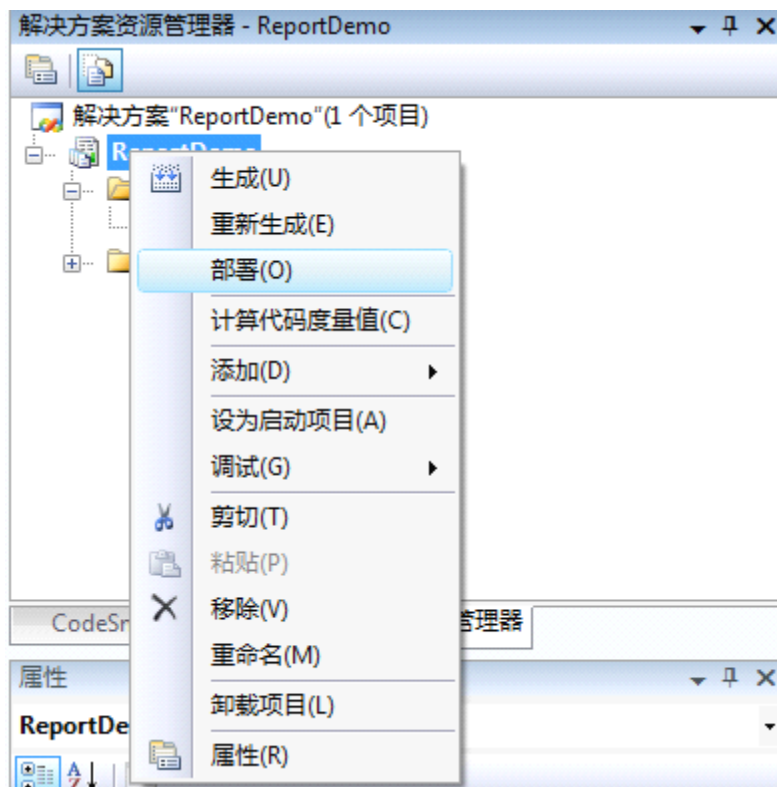 解决方案资源管理器 - ReportDemo
解决方案"ReportDemo"(1 个项目)
ReportDemo
生成(U)
重新生成(E)
部署(O)
计算代码度量值(C)
添加(D)
设为启动项目(A)
调试(G)
剪切(T)
粘贴(P)
移除(V)
重命名(M)
卸载项目(L)
属性(R)
CodeSn
管理器
属性
ReportDe